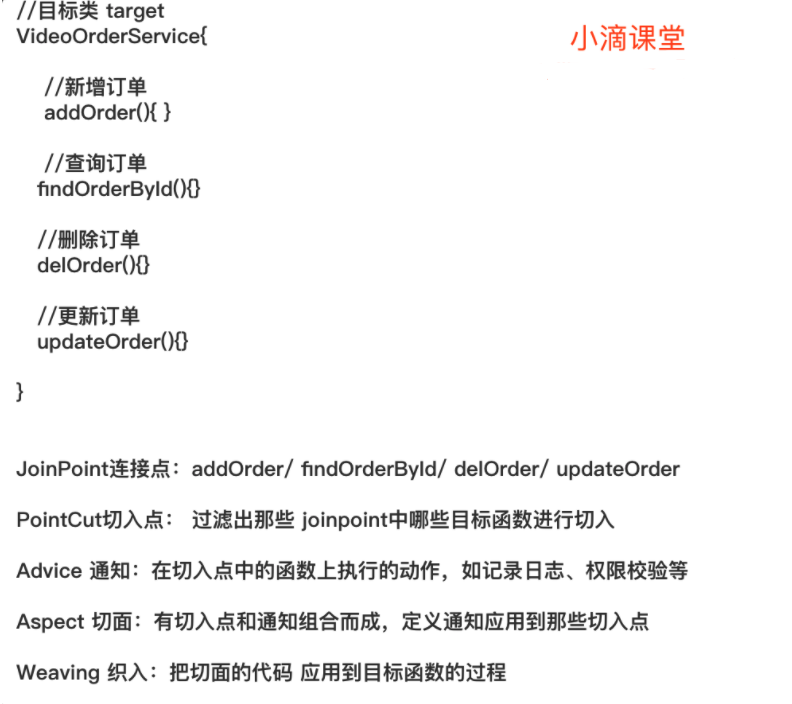 //目标类 target
VideoOrderService{
小滴课堂
//新增订单
addOrder(){ }
//查询订单
findOrderById(){}
//删除订单
delOrder(){}
//更新订单
updateOrder(){}
}
JoinPoint连接点：addOrder/ findOrderById/ delOrder/ updateOrder
PointCut切入点： 过滤出那些 joinpoint中哪些目标函数进行切入
Advice 通知：在切入点中的函数上执行的动作，如记录日志、权限校验等
Aspect 切面：有切入点和通知组合而成，定义通知应用到那些切入点
Weaving 织入：把切面的代码 应用到目标函数的过程